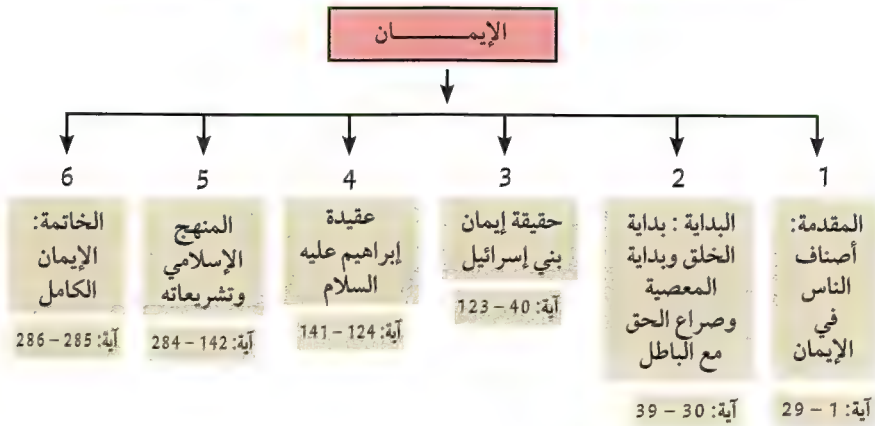 الإيمـــــــــان
1
المقدمة:
أصناف
الناس
في
الإيمان
آية: 1 – 29
2
البداية : بداية
الخلق وبداية
المعصية
وصراع الحق
مع الباطل
آية: 30 – 39
3
حقيقة إيمان
بني إسرائيل
آية: 40 – 123
4
عقيدة
إبراهيم عليه
السلام
آية: 124 – 141
5
المنهج
الإسلامي
وتشريعاته
آية: 142 – 284
6
الخاتمة:
الإيمان
الكامل
آية: 285 – 286